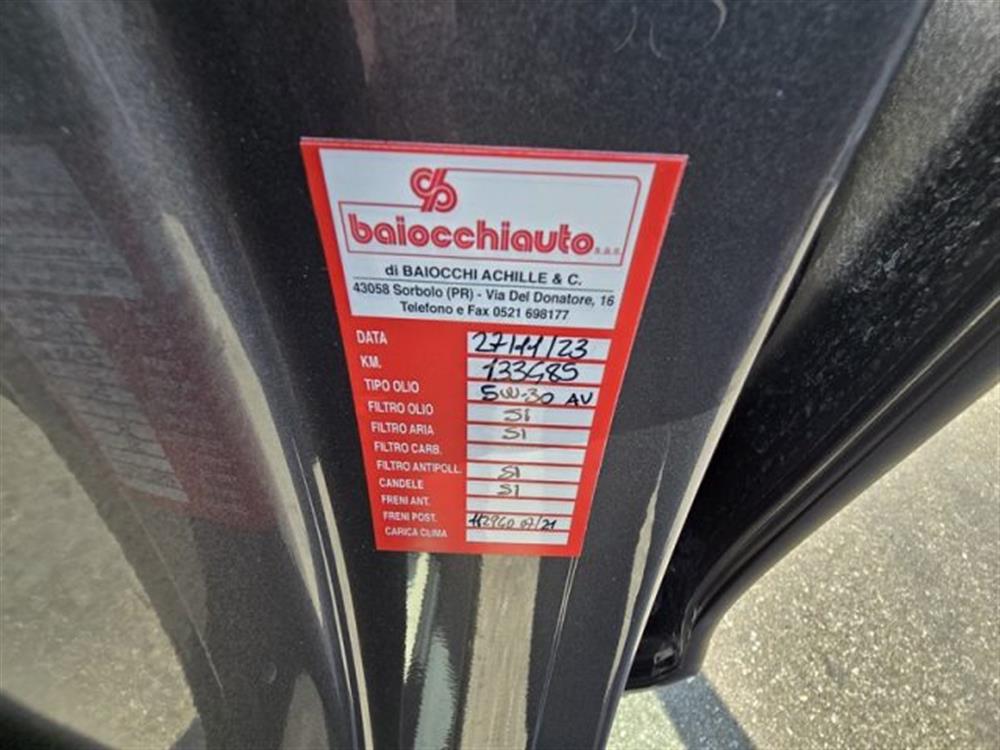 baiocchiauto s.a.s
di BAIOCCHI ACHILLE & C.
43058 Sorbolo (PR) - Via Del Donatore, 16
Telefono e Fax 0521 698177
DATA 27/11/23
KM. 133485
TIPO OLIO 5W-30 AV
FILTRO OLIO SI
FILTRO ARIA SI
FILTRO CARB.
FILTRO ANTIPOLL. SI
CANDELE SI
FRENI ANT.
FRENI POST.
CARICA CLIMA